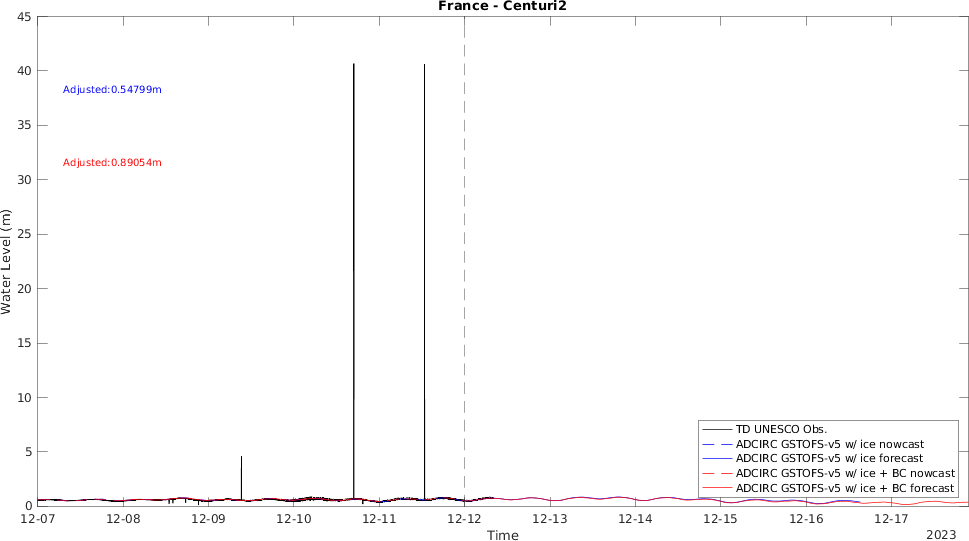 France - Centuri2
45
40
35
30
25
20
15
10
5
0
Water Level (m)
Adjusted:0.54799m
Adjusted:0.89054m
TD UNESCO Obs.
ADCIRC GSTOFS-v5 w/ ice nowcast
ADCIRC GSTOFS-v5 w/ ice forecast
ADCIRC GSTOFS-v5 w/ ice + BC nowcast
ADCIRC GSTOFS-v5 w/ ice + BC forecast
12-07 12-08 12-09 12-10 12-11 12-12 12-13 12-14 12-15 12-16 12-17
Time
2023